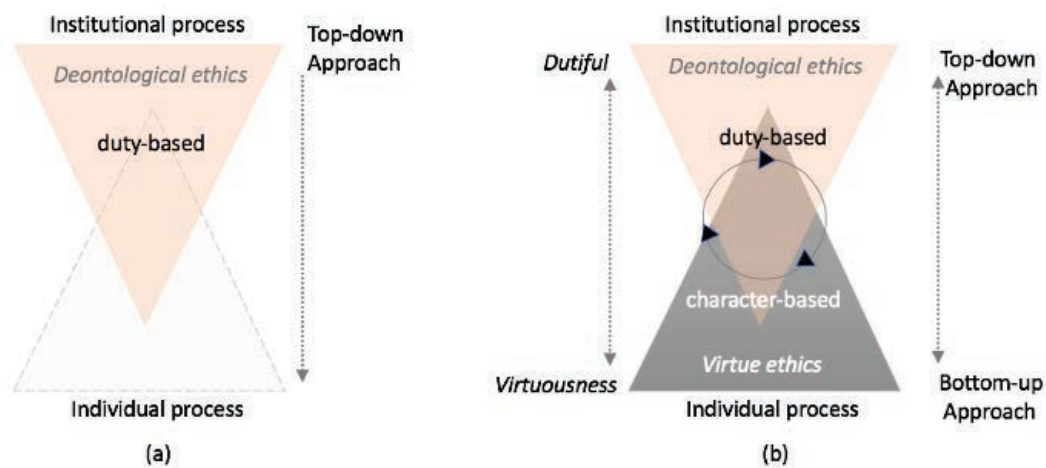 Institutional process
Top-down
Approach
Deontological ethics
duty-based
Individual process
(a)
Institutional process
Dutiful
Deontological ethics
Top-down
Approach
duty-based
character-based
Virtue ethics
Virtuousness
Individual process
Bottom-up
Approach
(b)